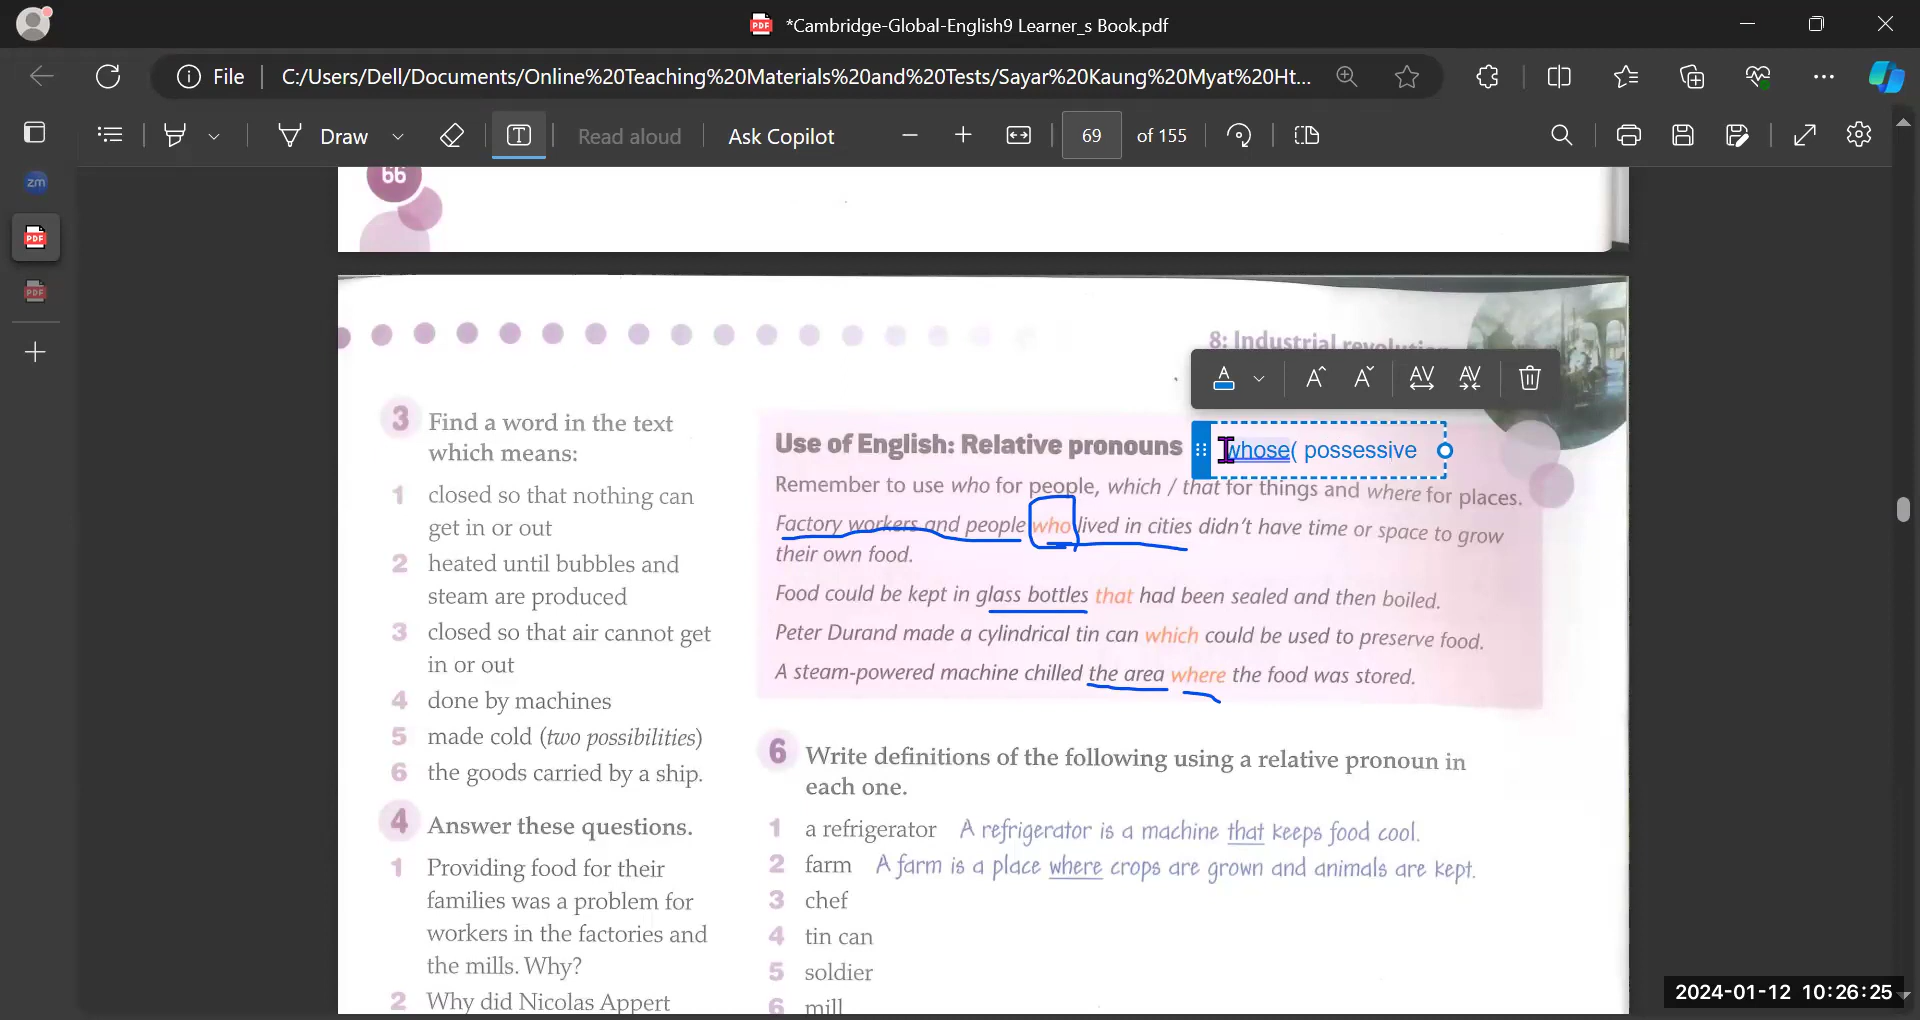 *Cambridge-Global-English9 Learner_s Book.pdf
File
C:/Users/Dell/Documents/Online%20Teaching%20Materials%20and%20Tests/Sayar%20Kaung%20Myat%20Ht...
Draw
Read aloud
Ask Copilot
69
of 155
zm
PDF
PDF
66
8: Industrial revolution
3 Find a word in the text
which means:
1 closed so that nothing can
get in or out
2 heated until bubbles and
steam are produced
3 closed so that air cannot get
in or out
4 done by machines
5 made cold (two possibilities)
6 the goods carried by a ship.
4 Answer these questions.
1 Providing food for their
families was a problem for
workers in the factories and
the mills. Why?
2 Why did Nicolas Appert
Use of English: Relative pronouns
whose( possessive
Remember to use who for people, which / that for things and where for places.
Factory workers and people who lived in cities didn't have time or space to grow
their own food.
Food could be kept in glass bottles that had been sealed and then boiled.
Peter Durand made a cylindrical tin can which could be used to preserve food.
A steam-powered machine chilled the area where the food was stored.
6 Write definitions of the following using a relative pronoun in
each one.
1 a refrigerator A refrigerator is a machine that keeps food cool.
2 farm A farm is a place where crops are grown and animals are kept.
3 chef
4 tin can
5 soldier
6 mill
2024-01-12 10:26:25